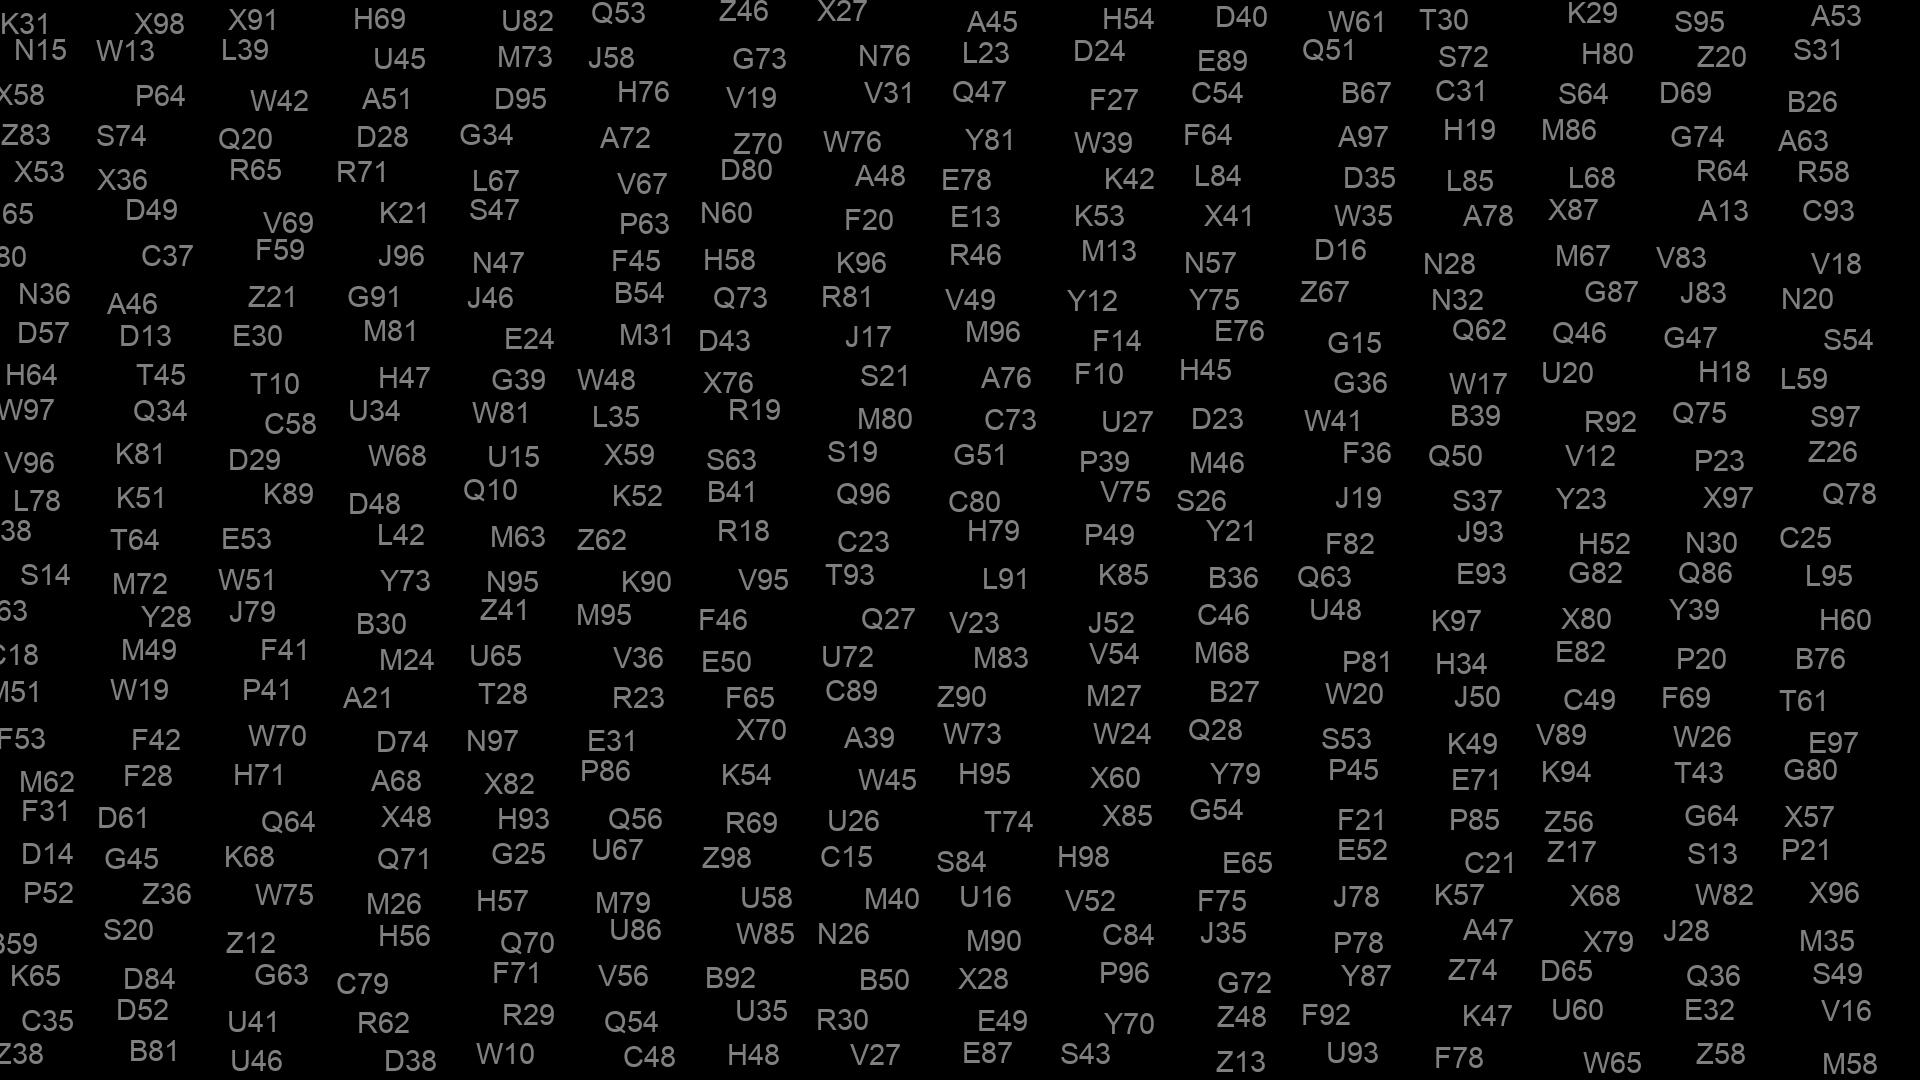 K31 X98 X91 H69 U82 Q53 Z46 X27 A45 H54 D40 W61 T30 K29 S95 A53
N15 W13 L39 U45 M73 J58 G73 N76 L23 D24 E89 Q51 S72 H80 Z20 S31
X58 P64 W42 A51 D95 H76 V19 V31 Q47 F27 C54 B67 C31 S64 D69 B26
Z83 S74 Q20 D28 G34 A72 Z70 W76 Y81 W39 F64 A97 H19 M86 G74 A63
X53 X36 R65 R71 L67 V67 D80 A48 E78 K42 L84 D35 L85 L68 R64 R58
65 D49 V69 K21 S47 P63 N60 F20 E13 K53 X41 W35 A78 X87 A13 C93
80 C37 F59 J96 N47 F45 H58 K96 R46 M13 N57 D16 N28 M67 V83 V18
N36 A46 Z21 G91 J46 B54 Q73 R81 V49 Y12 Y75 Z67 N32 G87 J83 N20
D57 D13 E30 M81 E24 M31 D43 J17 M96 F14 E76 G15 Q62 Q46 G47 S54
H64 T45 T10 H47 G39 W48 X76 S21 A76 F10 H45 G36 W17 U20 H18 L59
W97 Q34 C58 U34 W81 L35 R19 M80 C73 U27 D23 W41 B39 R92 Q75 S97
V96 K81 D29 W68 U15 X59 S63 S19 G51 P39 M46 F36 Q50 V12 P23 Z26
L78 K51 K89 D48 Q10 K52 B41 Q96 C80 V75 S26 J19 S37 Y23 X97 Q78
38 T64 E53 L42 M63 Z62 R18 C23 H79 P49 Y21 F82 J93 H52 N30 C25
S14 M72 W51 Y73 N95 K90 V95 T93 L91 K85 B36 Q63 E93 G82 Q86 L95
63 Y28 J79 B30 Z41 M95 F46 Q27 V23 J52 C46 U48 K97 X80 Y39 H60
C18 M49 F41 M24 U65 V36 E50 U72 M83 V54 M68 P81 H34 E82 P20 B76
M51 W19 P41 A21 T28 R23 F65 C89 Z90 M27 B27 W20 J50 C49 F69 T61
F53 F42 W70 D74 N97 E31 X70 A39 W73 W24 Q28 S53 K49 V89 W26 E97
M62 F28 H71 A68 X82 P86 K54 W45 H95 X60 Y79 P45 E71 K94 T43 G80
F31 D61 Q64 X48 H93 Q56 R69 U26 T74 X85 G54 F21 P85 Z56 G64 X57
D14 G45 K68 Q71 G25 U67 Z98 C15 S84 H98 E65 E52 C21 Z17 S13 P21
P52 Z36 W75 M26 H57 M79 U58 M40 U16 V52 F75 J78 K57 X68 W82 X96
B59 S20 Z12 H56 Q70 U86 W85 N26 M90 C84 J35 P78 A47 X79 J28 M35
K65 D84 G63 C79 F71 V56 B92 B50 X28 P96 G72 Y87 Z74 D65 Q36 S49
C35 D52 U41 R62 R29 Q54 U35 R30 E49 Y70 Z48 F92 K47 U60 E32 V16
Z38 B81 U46 D38 W10 C48 H48 V27 E87 S43 Z13 U93 F78 W65 Z58 M58